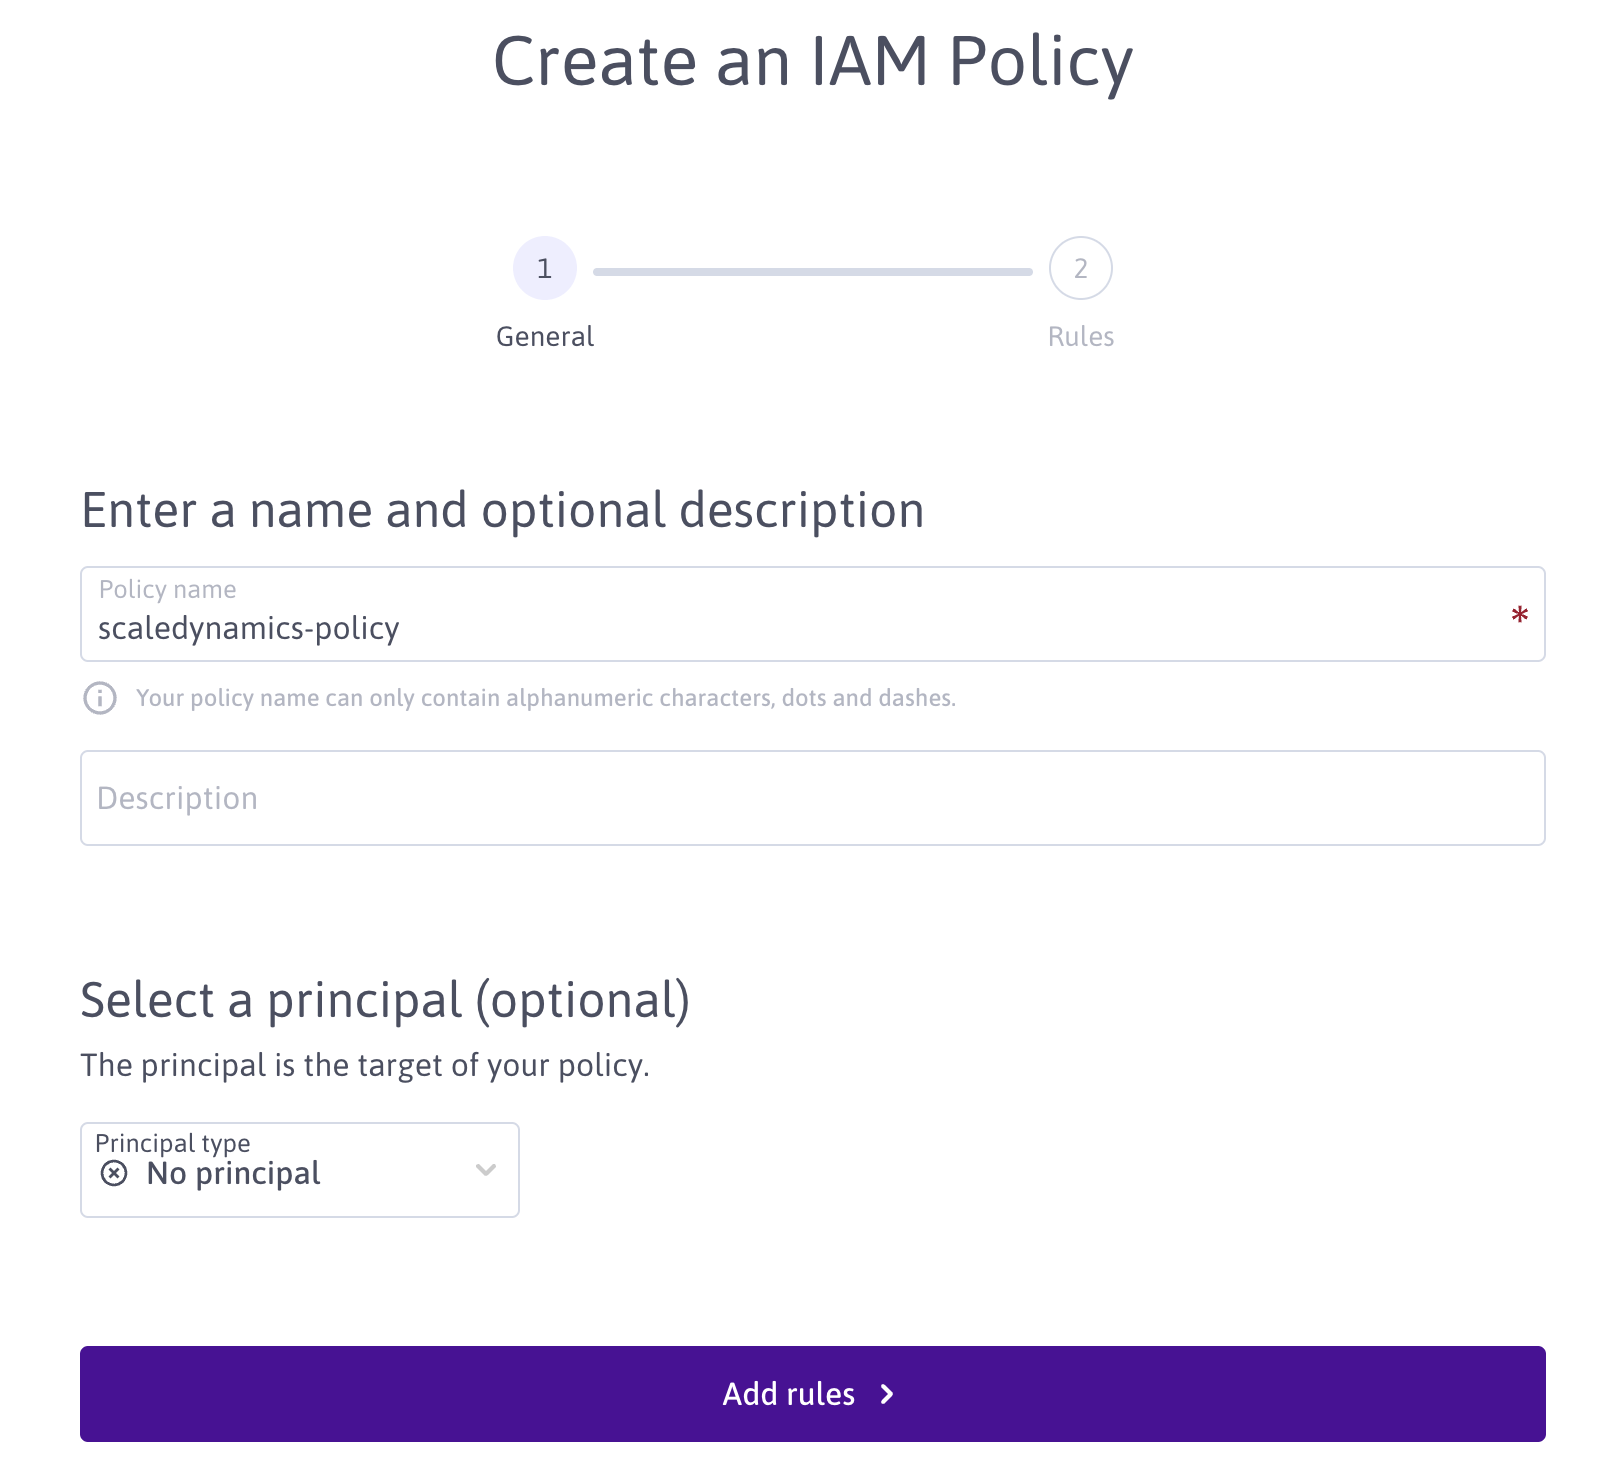 Create an IAM Policy
1
2
General
Rules
Enter a name and optional description
Policy name
scaledynamics-policy
*
Your policy name can only contain alphanumeric characters, dots and dashes.
Description
Select a principal (optional)
The principal is the target of your policy.
Principal type
No principal
Add rules